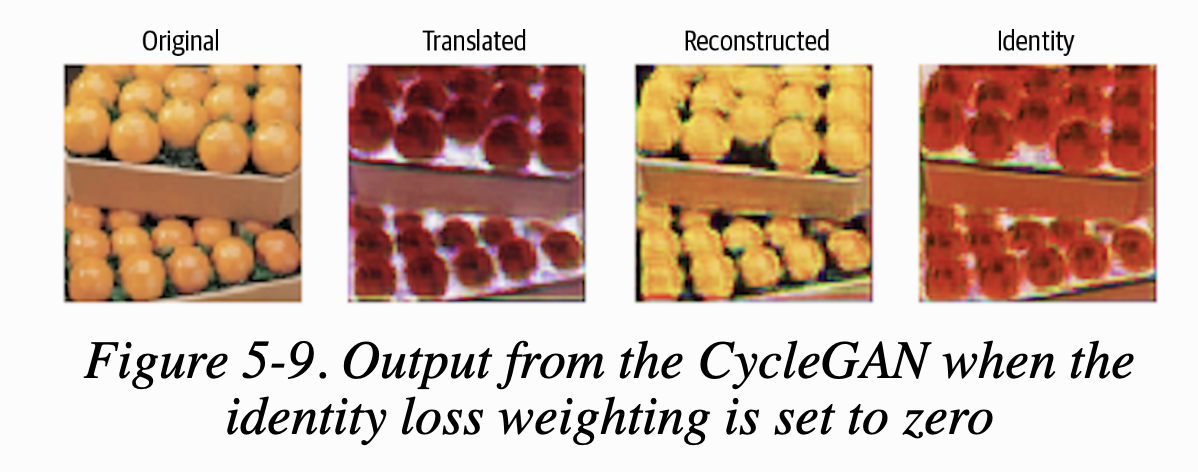 Original Translated Reconstructed Identity
Figure 5-9. Output from the CycleGAN when the
identity loss weighting is set to zero